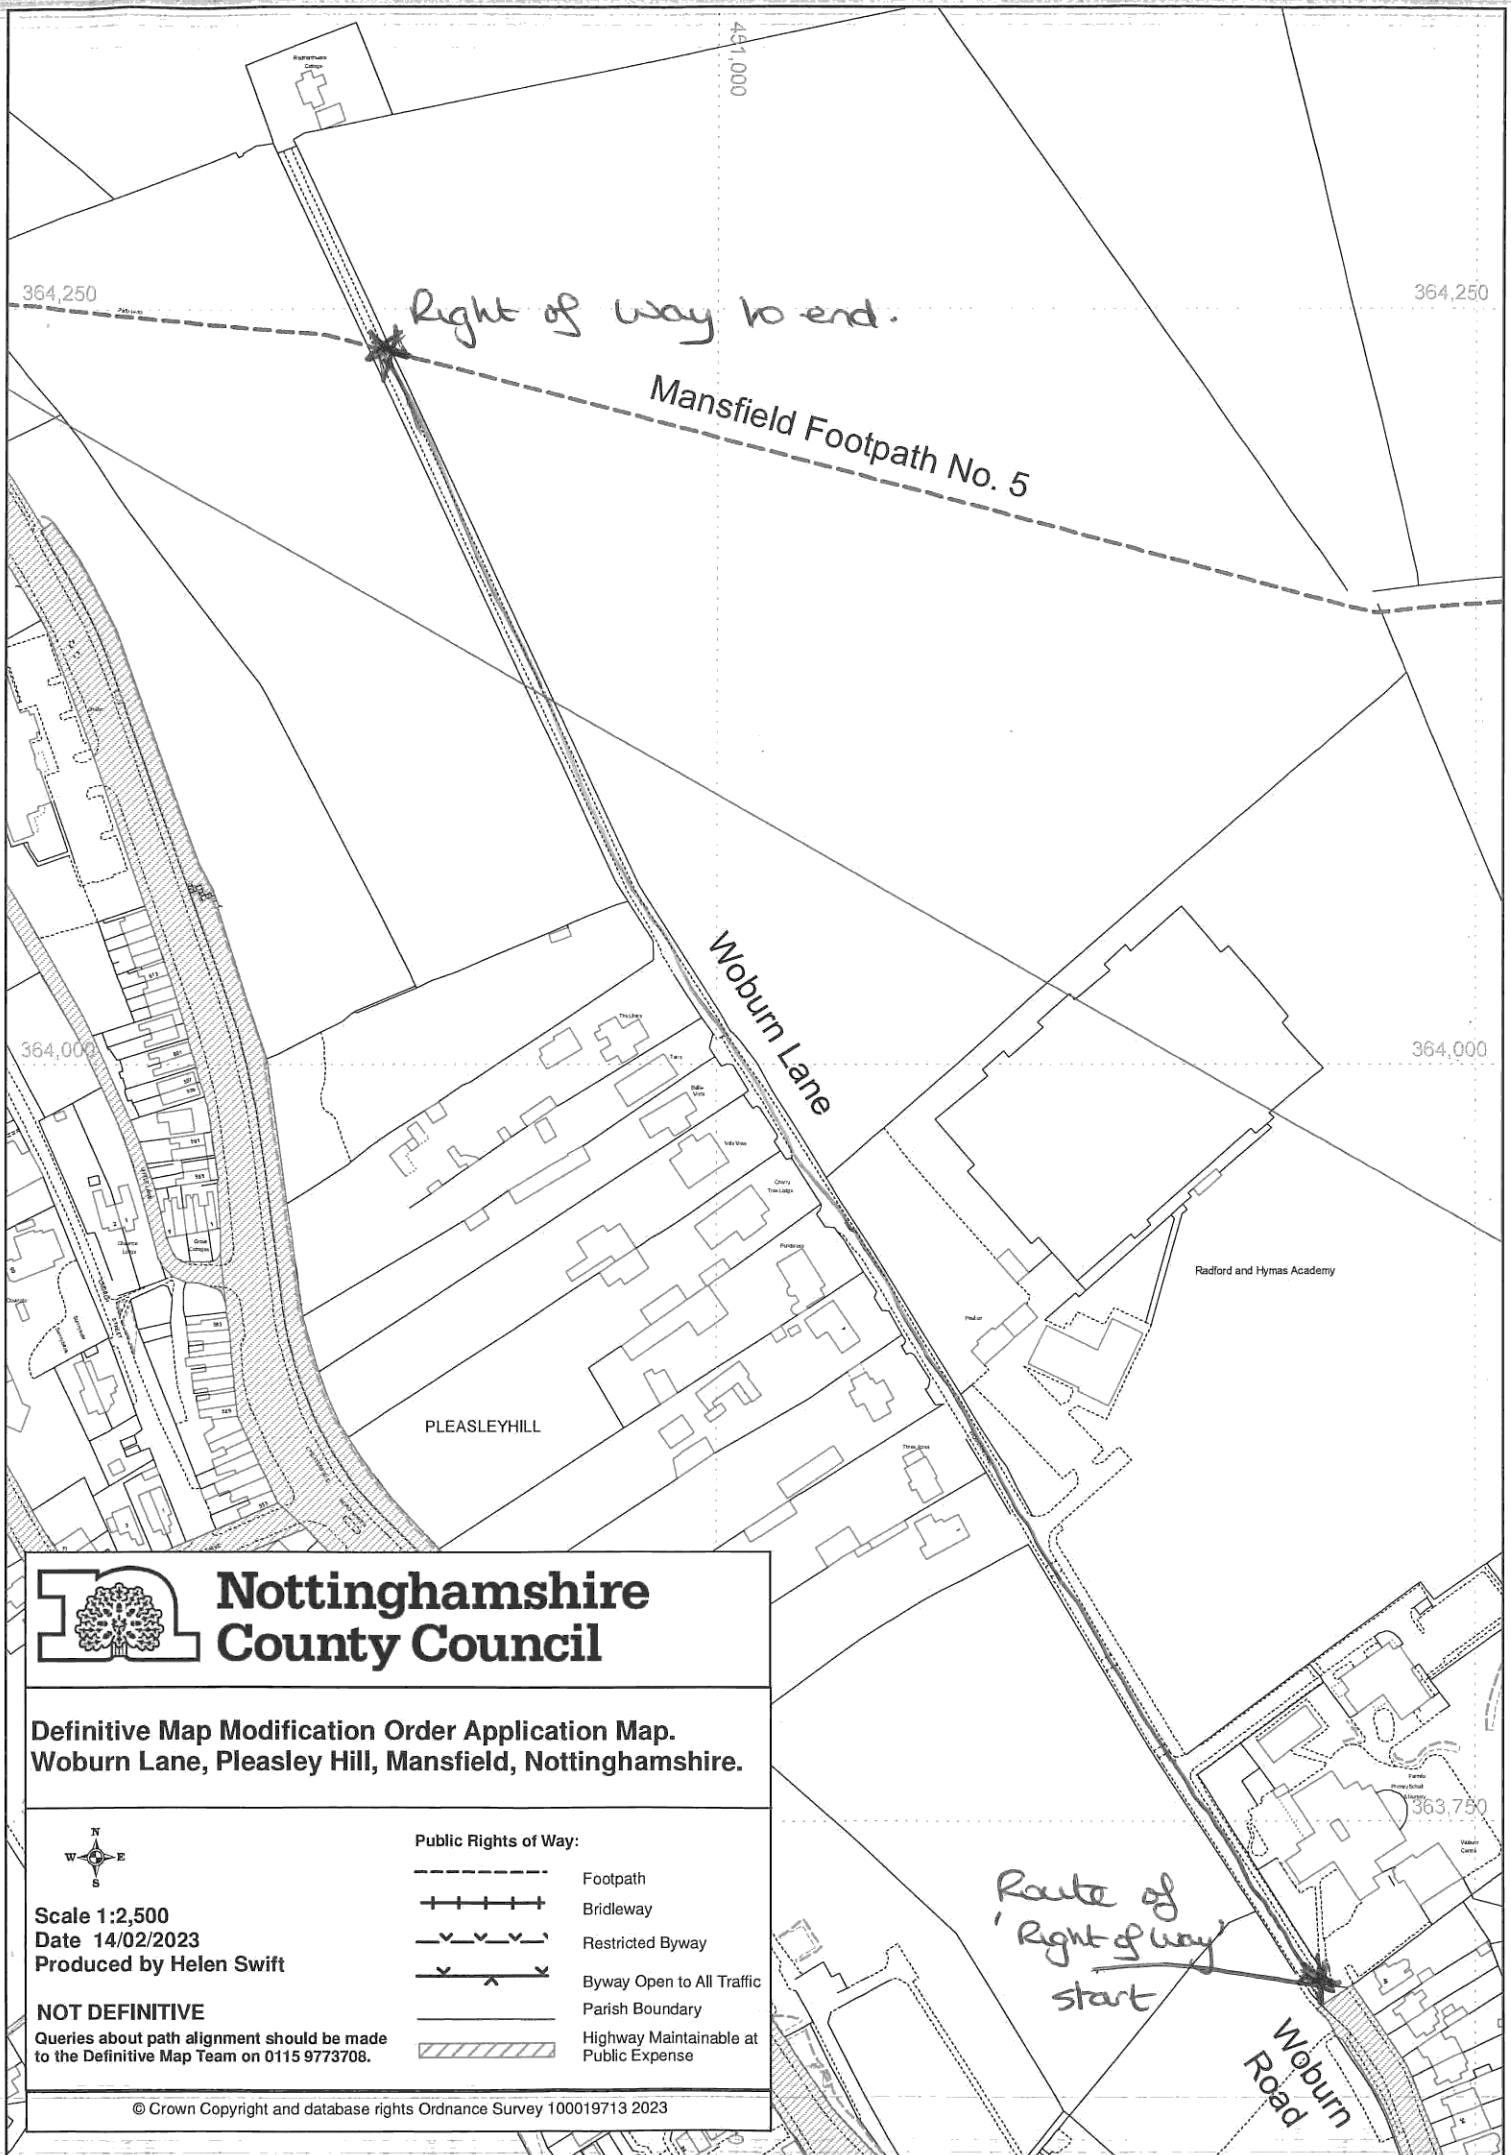 451,000
364,250
364,250
Right of Way to end.
Mansfield Footpath No. 5
Woburn Lane
364,000
364,000
Radford and Hymas Academy
PLEASLEYHILL
Nottinghamshire
County Council
Definitive Map Modification Order Application Map.
Woburn Lane, Pleasley Hill, Mansfield, Nottinghamshire.
N
W E
S
Scale 1:2,500
Date 14/02/2023
Produced by Helen Swift
NOT DEFINITIVE
Queries about path alignment should be made
to the Definitive Map Team on 0115 9773708.
Public Rights of Way:
Footpath
Bridleway
Restricted Byway
Byway Open to All Traffic
Parish Boundary
Highway Maintainable at
Public Expense
© Crown Copyright and database rights Ordnance Survey 100019713 2023
363,750
Route of
'Right of Way'
start
Woburn
Road